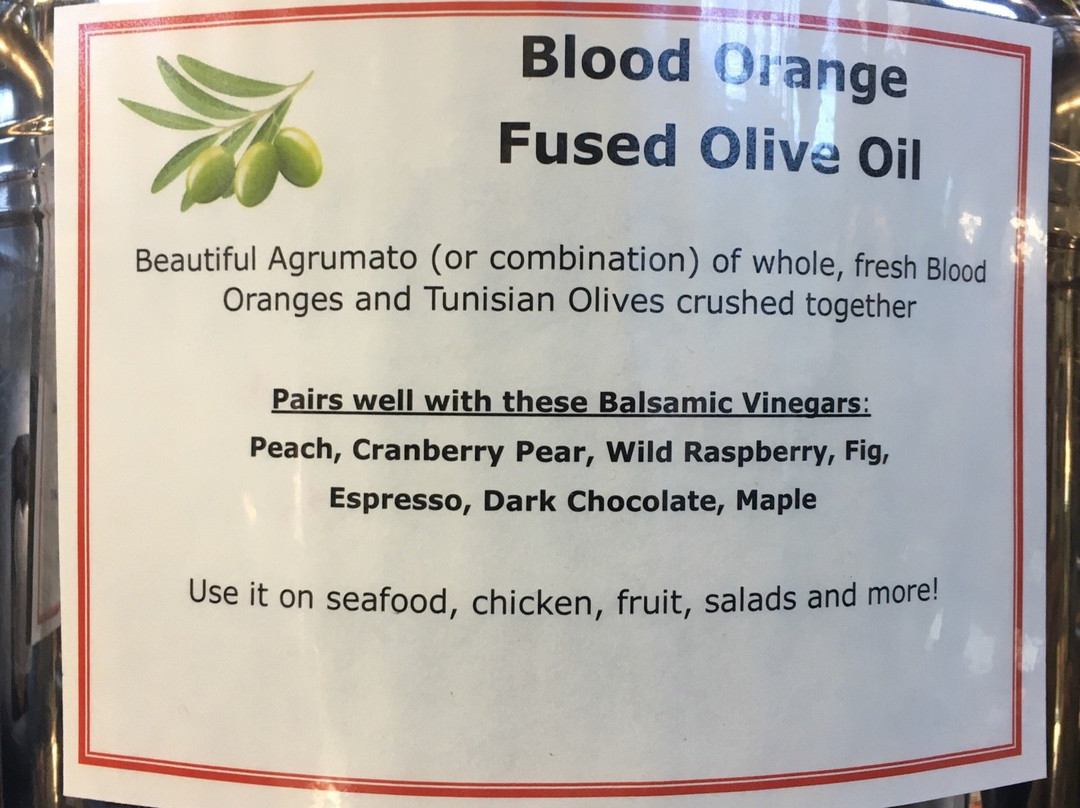 Blood Orange
Fused Olive Oil
Beautiful Agrumato (or combination) of whole, fresh Blood
Oranges and Tunisian Olives crushed together
Pairs well with these Balsamic Vinegars:
Peach, Cranberry Pear, Wild Raspberry, Fig,
Espresso, Dark Chocolate, Maple
Use it on seafood, chicken, fruit, salads and more!